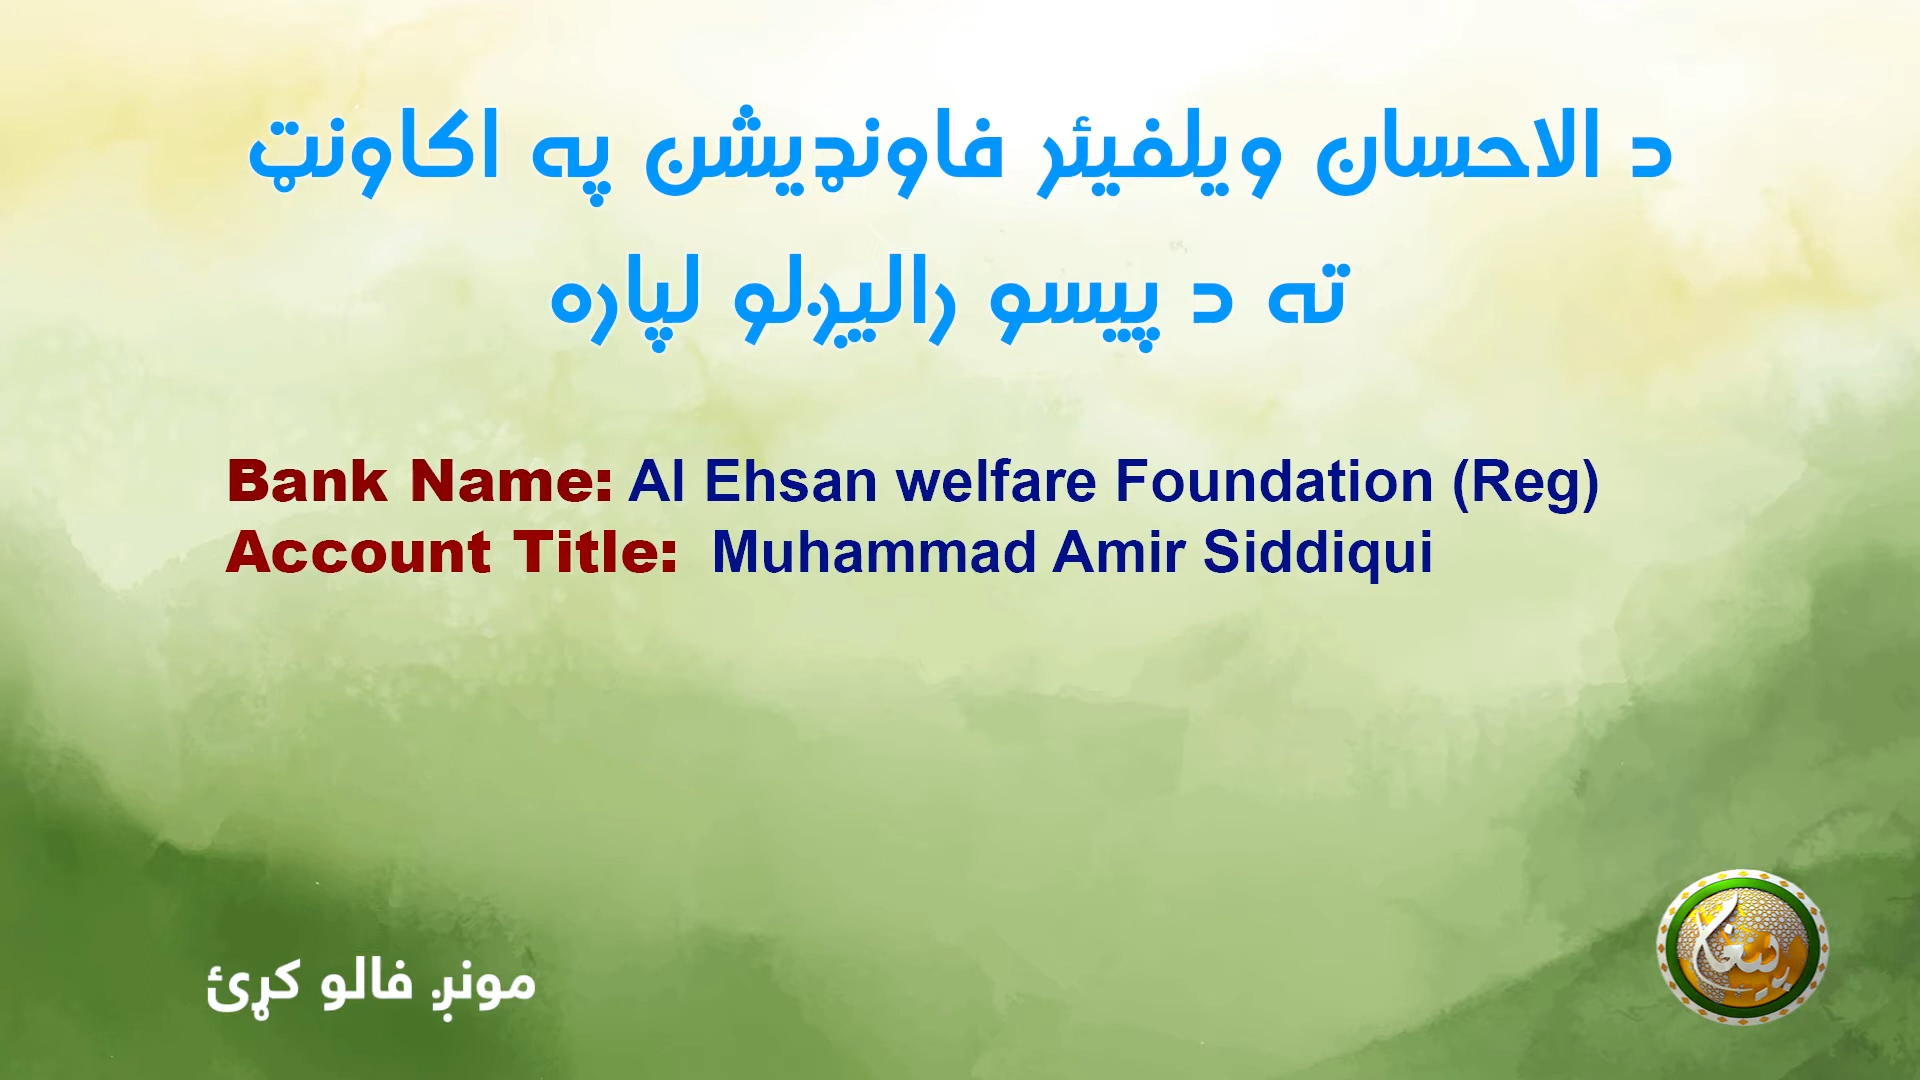 د الاحسان ویلفیئر فاونډیشن په اکاونټ
ته د پیسو رالیږلو لپاره
Bank Name: Al Ehsan welfare Foundation (Reg)
Account Title: Muhammad Amir Siddiqui
مونږ فالو کړئ
پیغام